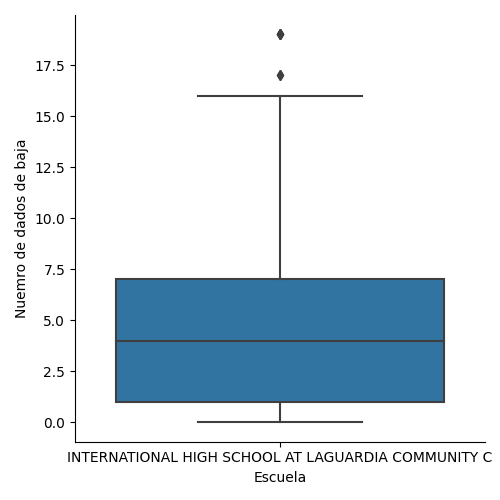 17.5
15.0
12.5
10.0
7.5
5.0
2.5
0.0
Nuemro de dados de baja
INTERNATIONAL HIGH SCHOOL AT LAGUARDIA COMMUNITY C
Escuela